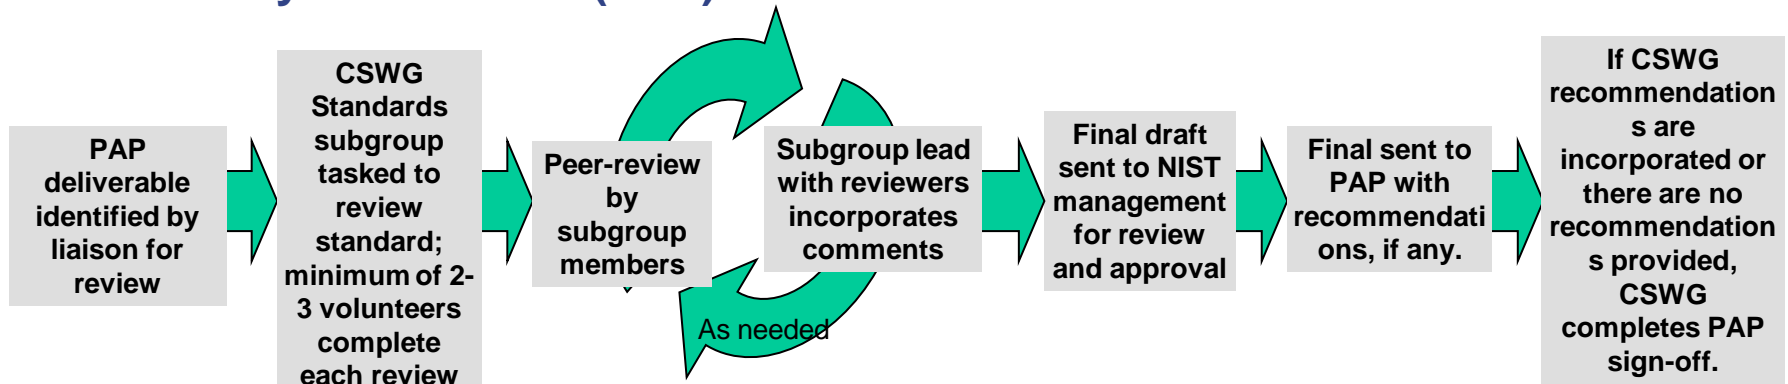 PAP
deliverable
identified by
liaison for
review
CSWG
Standards
subgroup
tasked to
review
standard;
minimum of 2-
3 volunteers
complete
each review
Peer-review
by
subgroup
members
Subgroup lead
with reviewers
incorporates
comments
As needed
Final draft
sent to NIST
management
for review
and approval
Final sent to
PAP with
recommendati
ons, if any.
If CSWG
recommendation
s are
incorporated or
there are no
recommendation
s provided,
CSWG
completes PAP
sign-off.